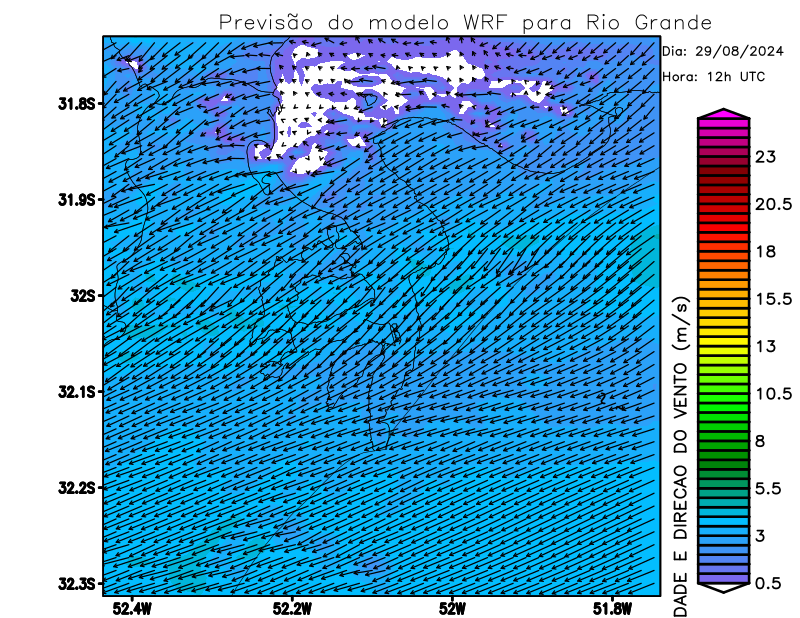 Previsão do modelo WRF para Rio Grande
Dia: 29/08/2024
Hora: 12h UTC
31.8S
31.9S
32S
32.1S
32.2S
32.3S
52.4W
52.2W
52W
51.8W
23
20.5
18
15.5
13
10.5
8
5.5
3
0.5
DADE E DIRECAO DO VENTO (m/s)